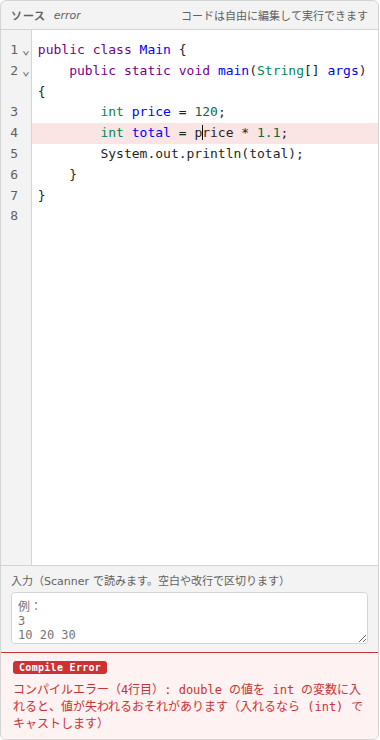 ソース error コードは自由に編集して実行できます
1 public class Main {
2     public static void main(String[] args)
{
3         int price = 120;
4         int total = price * 1.1;
5         System.out.println(total);
6     }
7 }
8
入力（Scanner で読みます。空白や改行で区切ります）
例：
3
10 20 30
Compile Error
コンパイルエラー（4行目）: double の値を int の変数に入
れると、値が失われるおそれがあります（入れるなら (int) で
キャストします）